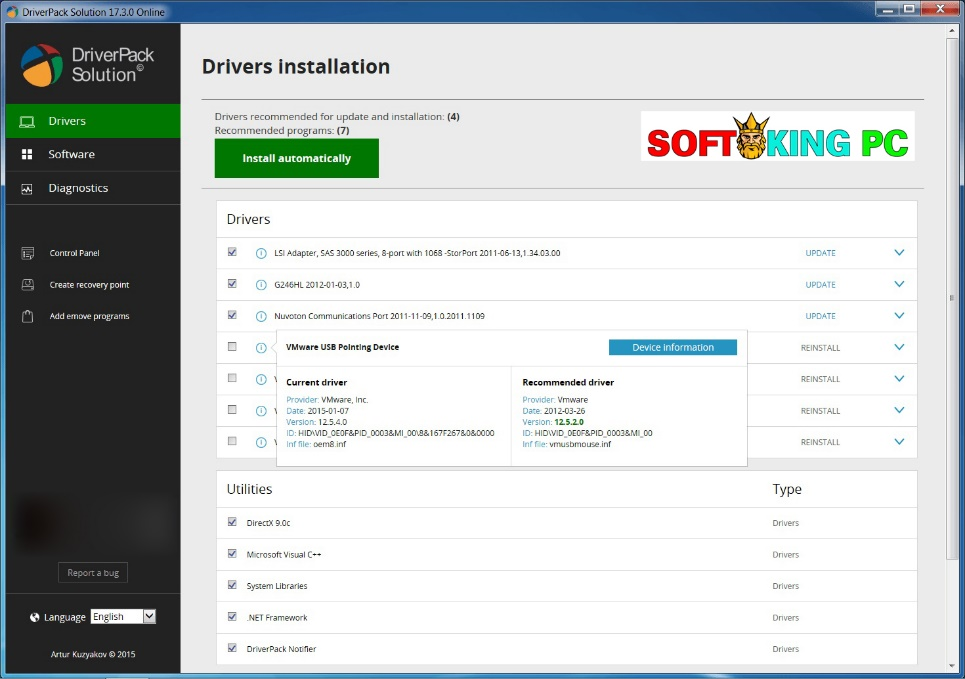 DriverPack Solution 17.3.0 Online
DriverPack
Solution©
Drivers
Software
Diagnostics
Control Panel
Create recovery point
Add emove programs
Report a bug
Language English
Artur Kuzyakov © 2015
Drivers installation
Drivers recommended for update and installation: (4)
Recommended programs: (7)
Install automatically
SOFT KING PC
Drivers
LSI Adapter, SAS 3000 series, 8-port with 1068 -StorPort 2011-06-13,1.34.03.00 UPDATE
G246HL 2012-01-03,1.0 UPDATE
Nuvoton Communications Port 2011-11-09,1.0.2011.1109 UPDATE
VMware USB Pointing Device Device information
REINSTALL
REINSTALL
REINSTALL
REINSTALL
Current driver
Provider: VMware, Inc.
Date: 2015-01-07
Version: 12.5.4.0
ID: HID\VID_0E0F&PID_0003&MI_00\8&167F267&0&0000
Inf file: oem8.inf
Recommended driver
Provider: Vmware
Date: 2012-03-26
Version: 12.5.2.0
ID: HID\VID_0E0F&PID_0003&MI_00
Inf file: vmusbmouse.inf
Utilities Type
DirectX 9.0c Drivers
Microsoft Visual C++ Drivers
System Libraries Drivers
.NET Framework Drivers
DriverPack Notifier Drivers